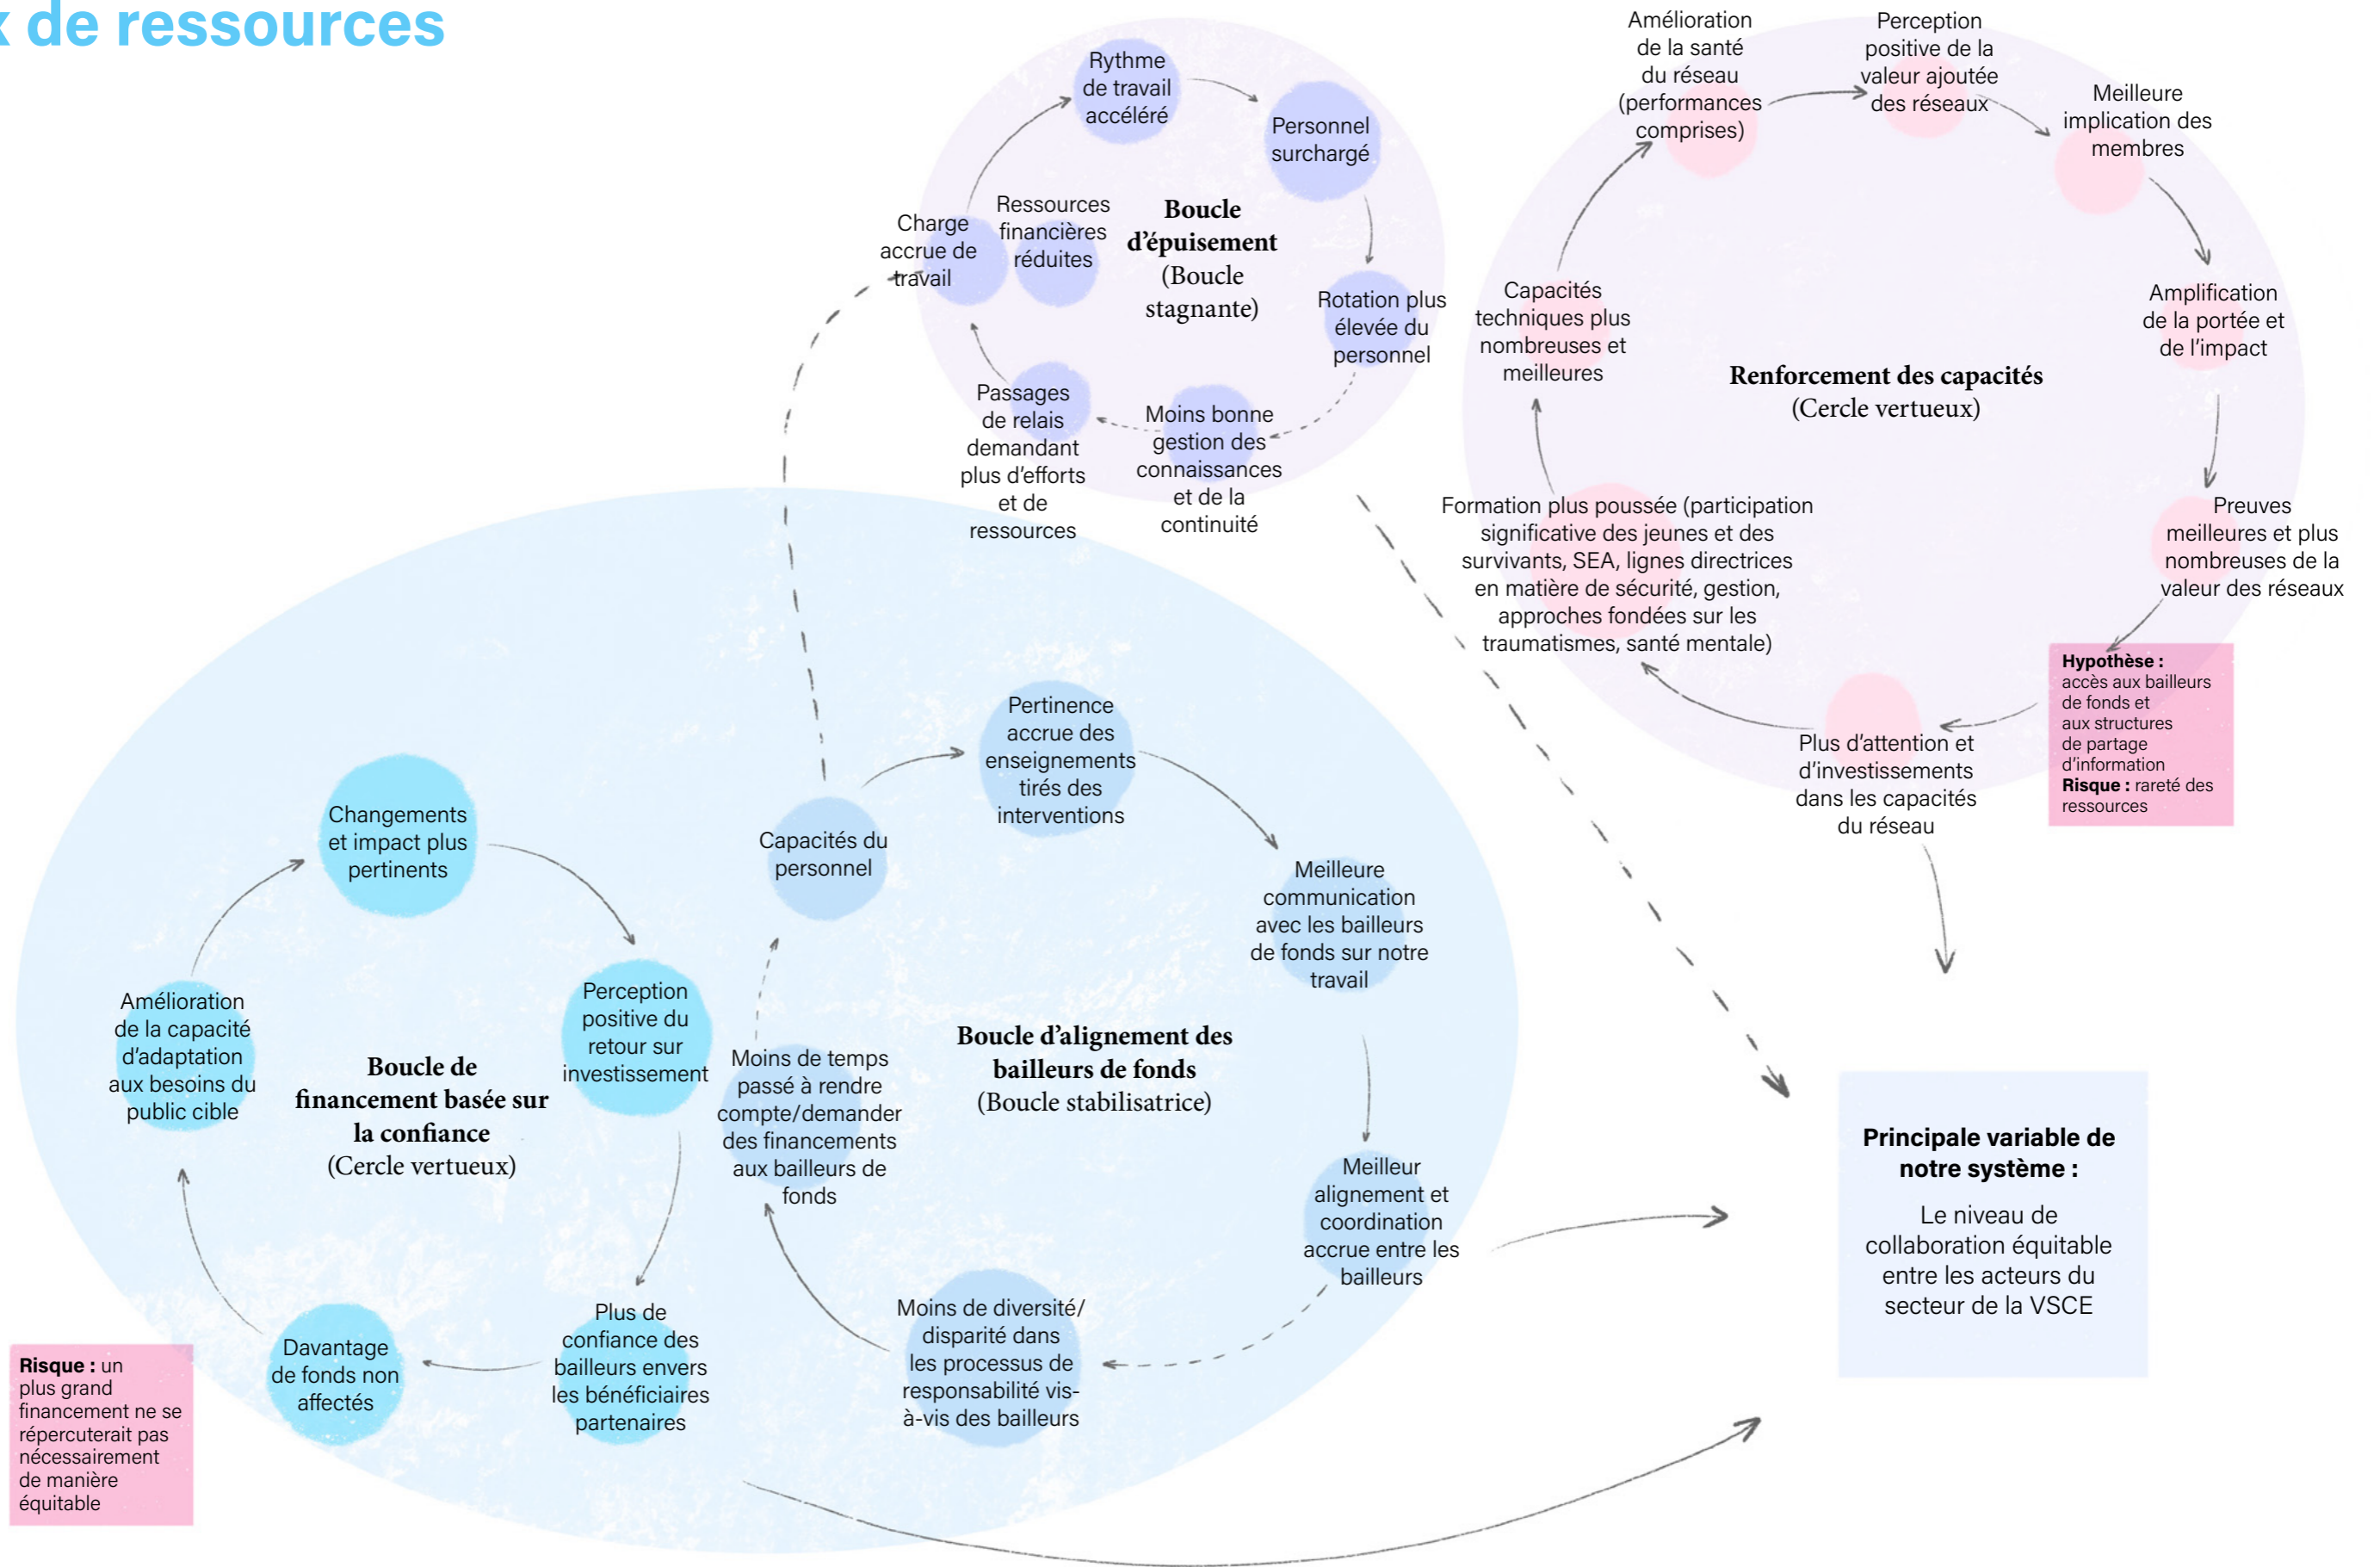 x de ressources
Rythme
de travail
accéléré
Personnel
surchargé
Rotation plus
élevée du
personnel
Moins bonne
gestion des
connaissances
et de la
continuité
Passages
de relais
demandant
plus d’efforts
et de
ressources
Charge
accrue de
travail
Ressources
financières
réduites
Boucle
d’épuisement
(Boucle
stagnante)
Amélioration
de la santé
du réseau
(performances
comprises)
Perception
positive de la
valeur ajoutée
des réseaux
Meilleure
implication des
membres
Amplification
de la portée et
de l’impact
Preuves
meilleures et plus
nombreuses de la
valeur des réseaux
Hypothèse :
accès aux bailleurs
de fonds et
aux structures
de partage
d’information
Risque : rareté des
ressources
Plus d’attention et
d’investissements
dans les capacités
du réseau
Formation plus poussée (participation
significative des jeunes et des
survivants, SEA, lignes directrices
en matière de sécurité, gestion,
approches fondées sur les
traumatismes, santé mentale)
Capacités
techniques plus
nombreuses et
meilleures
Renforcement des capacités
(Cercle vertueux)
Changements
et impact plus
pertinents
Perception
positive du
retour sur
investissement
Plus de
confiance des
bailleurs envers
les bénéficiaires
partenaires
Davantage
de fonds non
affectés
Amélioration
de la capacité
d’adaptation
aux besoins du
public cible
Boucle de
financement basée sur
la confiance
(Cercle vertueux)
Risque : un
plus grand
financement ne se
répercuterait pas
nécessairement
de manière
équitable
Capacités du
personnel
Pertinence
accrue des
enseignements
tirés des
interventions
Meilleure
communication
avec les bailleurs
de fonds sur notre
travail
Meilleur
alignement et
coordination
accrue entre les
bailleurs
Moins de diversité/
disparité dans
les processus de
responsabilité vis-
à-vis des bailleurs
Moins de temps
passé à rendre
compte/demander
des financements
aux bailleurs de
fonds
Boucle d’alignement des
bailleurs de fonds
(Boucle stabilisatrice)
Principale variable de
notre système :
Le niveau de
collaboration équitable
entre les acteurs du
secteur de la VSCE